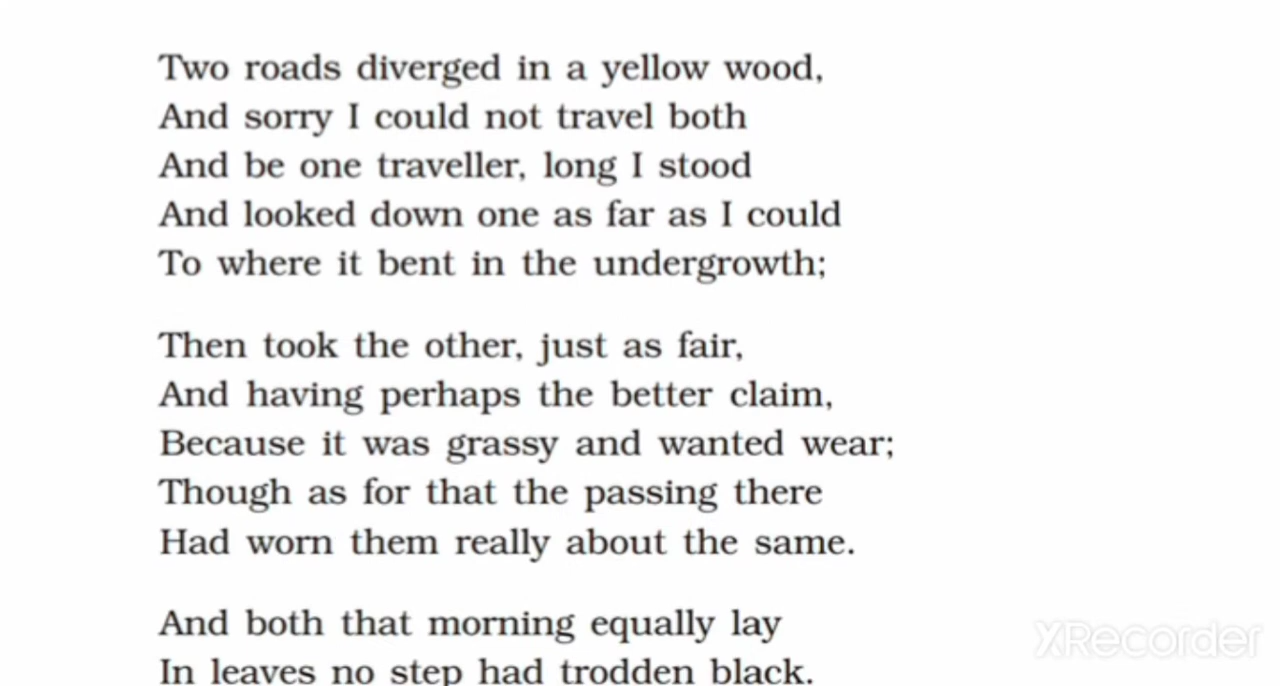 Two roads diverged in a yellow wood,
And sorry I could not travel both
And be one traveller, long I stood
And looked down one as far as I could
To where it bent in the undergrowth;
Then took the other, just as fair,
And having perhaps the better claim,
Because it was grassy and wanted wear;
Though as for that the passing there
Had worn them really about the same.
And both that morning equally lay
In leaves no step had trodden black.
XRecorder